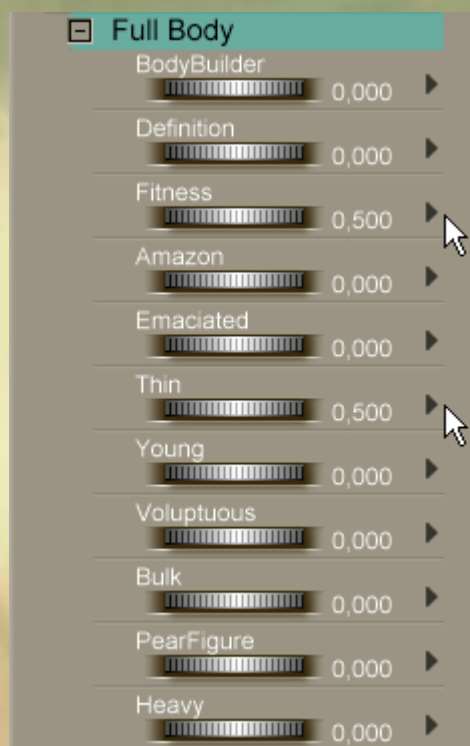 Full Body
BodyBuilder
0,000
Definition
0,000
Fitness
0,500
Amazon
0,000
Emaciated
0,000
Thin
0,500
Young
0,000
Voluptuous
0,000
Bulk
0,000
PearFigure
0,000
Heavy
0,000